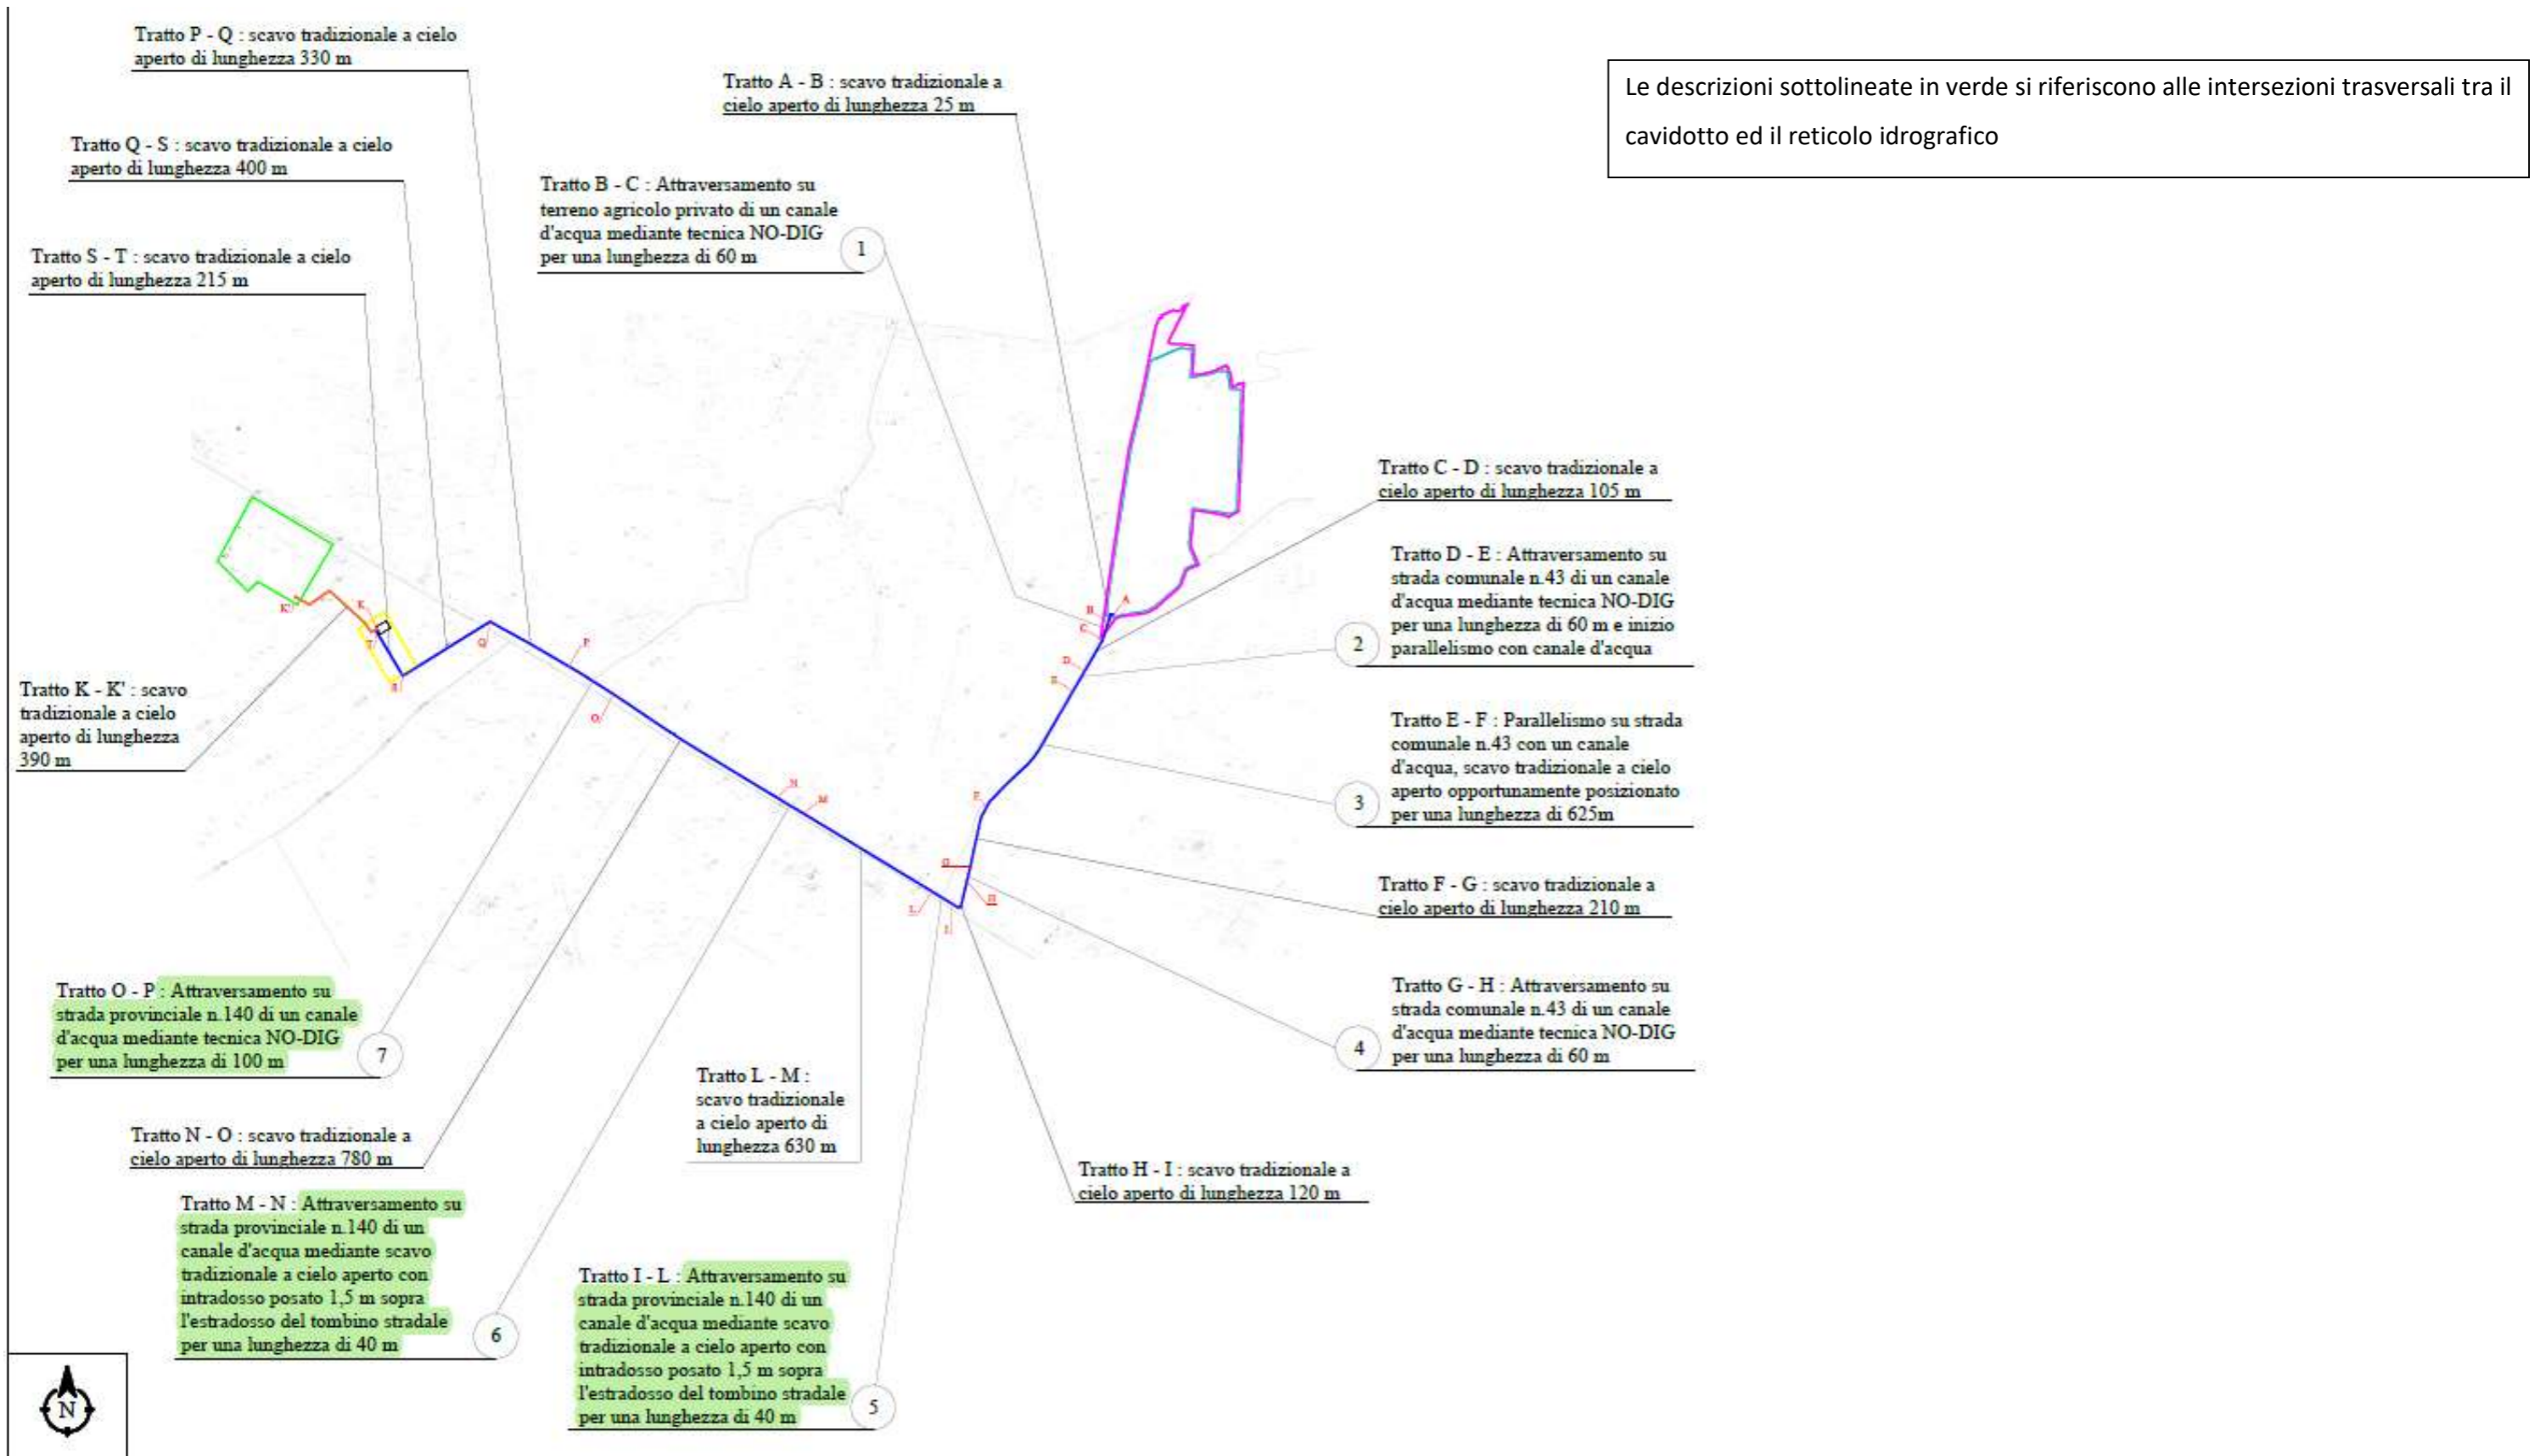 Tratto P - Q : scavo tradizionale a cielo
aperto di lunghezza 330 m
Tratto A - B : scavo tradizionale a
cielo aperto di lunghezza 25 m
Le descrizioni sottolineate in verde si riferiscono alle intersezioni trasversali tra il
cavidotto ed il reticolo idrografico
Tratto Q - S : scavo tradizionale a cielo
aperto di lunghezza 400 m
Tratto B - C : Attraversamento su
terreno agricolo privato di un canale
d'acqua mediante tecnica NO-DIG
per una lunghezza di 60 m
1
Tratto S - T : scavo tradizionale a cielo
aperto di lunghezza 215 m
Tratto C - D : scavo tradizionale a
cielo aperto di lunghezza 105 m
Tratto D - E : Attraversamento su
strada comunale n.43 di un canale
d'acqua mediante tecnica NO-DIG
per una lunghezza di 60 m e inizio
parallelismo con canale d'acqua
2
K'
K
T
S
Q
P
O
N
M
L
I
H
G
F
E
D
C
B
A
Tratto K - K' : scavo
tradizionale a cielo
aperto di lunghezza
390 m
Tratto E - F : Parallelismo su strada
comunale n.43 con un canale
d'acqua, scavo tradizionale a cielo
aperto opportunamente posizionato
per una lunghezza di 625m
3
Tratto F - G : scavo tradizionale a
cielo aperto di lunghezza 210 m
Tratto G - H : Attraversamento su
strada comunale n.43 di un canale
d'acqua mediante tecnica NO-DIG
per una lunghezza di 60 m
4
Tratto O - P : Attraversamento su
strada provinciale n.140 di un canale
d'acqua mediante tecnica NO-DIG
per una lunghezza di 100 m
7
Tratto L - M :
scavo tradizionale
a cielo aperto di
lunghezza 630 m
Tratto N - O : scavo tradizionale a
cielo aperto di lunghezza 780 m
Tratto H - I : scavo tradizionale a
cielo aperto di lunghezza 120 m
Tratto M - N : Attraversamento su
strada provinciale n.140 di un
canale d'acqua mediante scavo
tradizionale a cielo aperto con
intradosso posato 1,5 m sopra
l'estradosso del tombino stradale
per una lunghezza di 40 m
6
Tratto I - L : Attraversamento su
strada provinciale n.140 di un
canale d'acqua mediante scavo
tradizionale a cielo aperto con
intradosso posato 1,5 m sopra
l'estradosso del tombino stradale
per una lunghezza di 40 m
5
N